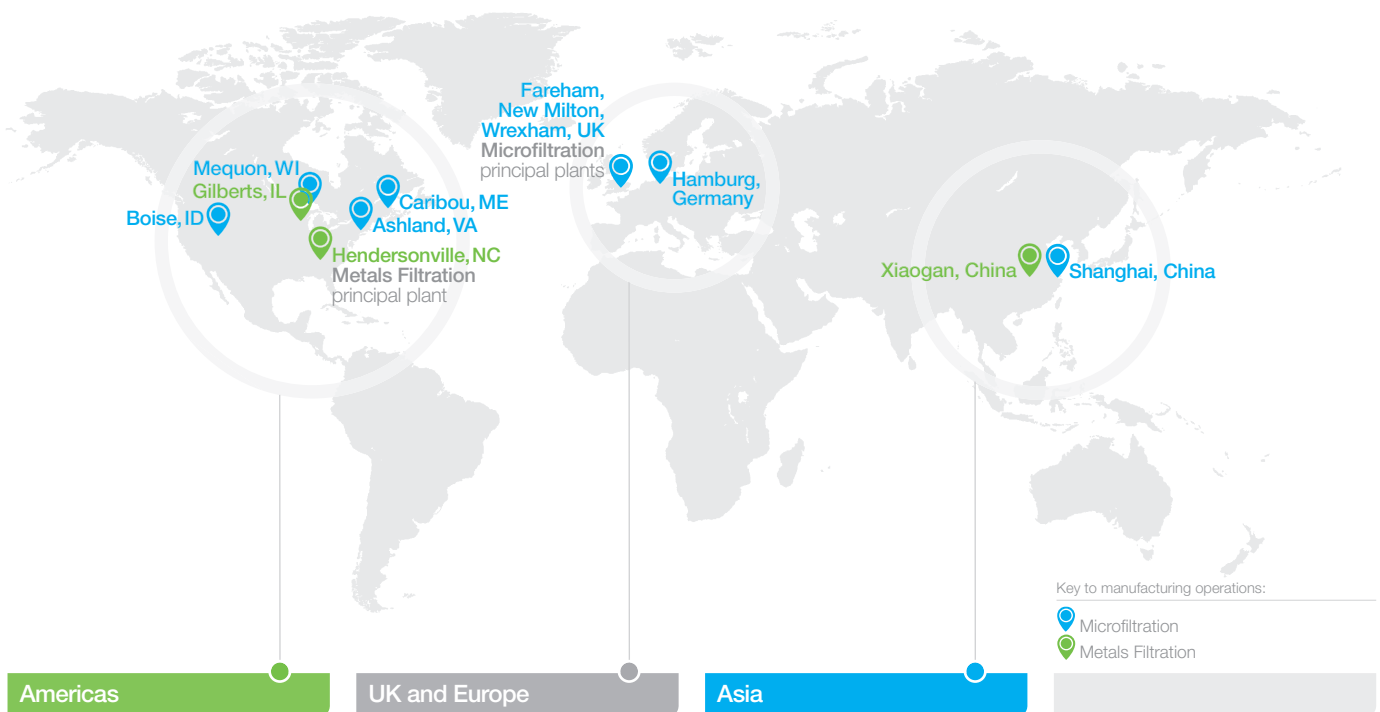 Mequon, WI
Gilberts, IL
Boise, ID
Caribou, ME
Ashland, VA
Hendersonville, NC
Metals Filtration
principal plant
Fareham,
New Milton,
Wrexham, UK
Microfiltration
principal plants
Hamburg,
Germany
Xiaogan, China
Shanghai, China
Key to manufacturing operations:
Microfiltration
Metals Filtration
Americas
UK and Europe
Asia